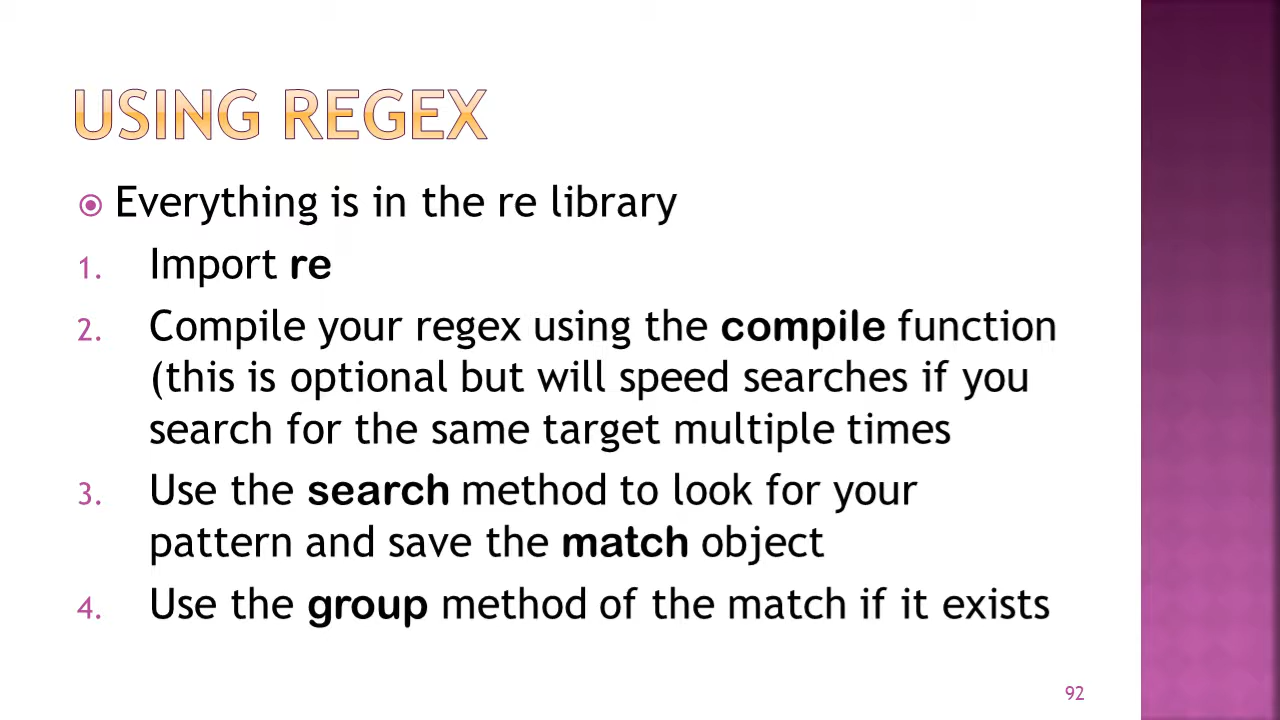 USING REGEX
Everything is in the re library
1. Import re
2. Compile your regex using the compile function
(this is optional but will speed searches if you
search for the same target multiple times
3. Use the search method to look for your
pattern and save the match object
4. Use the group method of the match if it exists
92